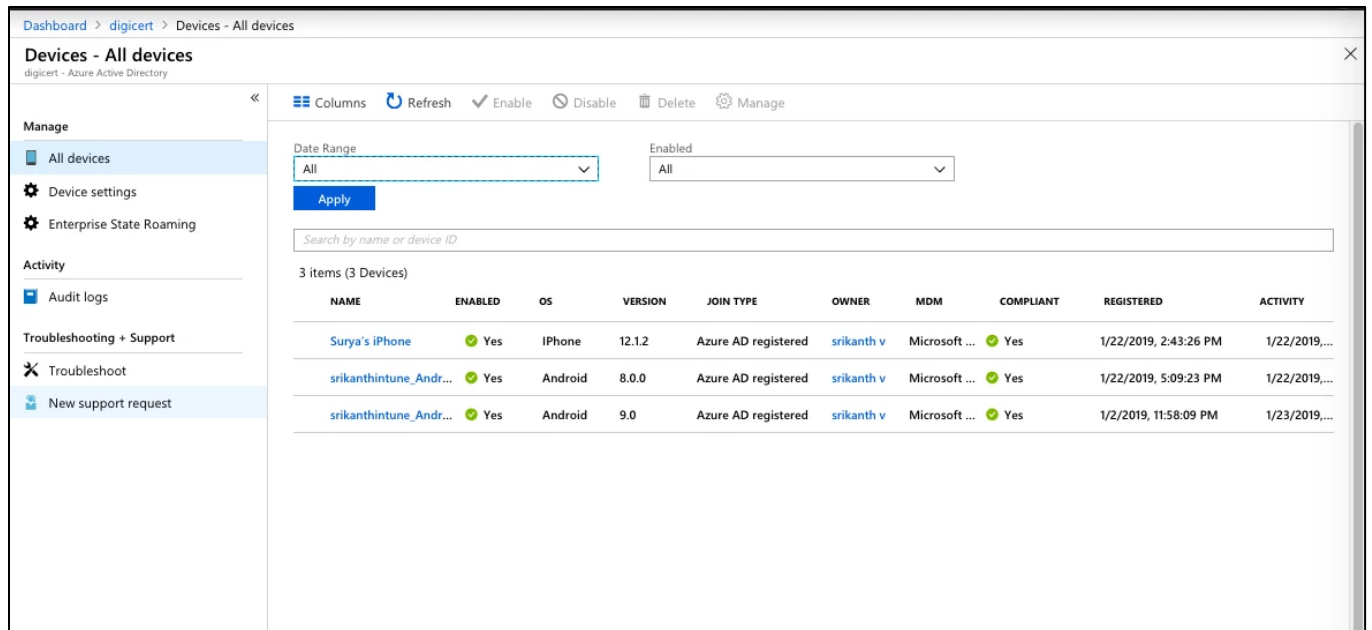 Dashboard > digicert > Devices - All devices
Devices - All devices
digicert - Azure Active Directory
«
Manage
All devices
Device settings
Enterprise State Roaming
Activity
Audit logs
Troubleshooting + Support
Troubleshoot
New support request
Columns Refresh Enable Disable Delete Manage
Date Range Enabled
All All
Apply
Search by name or device ID
3 items (3 Devices)
NAME ENABLED OS VERSION JOIN TYPE OWNER MDM COMPLIANT REGISTERED ACTIVITY
Surya's iPhone Yes IPhone 12.1.2 Azure AD registered srikanth v Microsoft ... Yes 1/22/2019, 2:43:26 PM 1/22/2019,...
srikanthintune_Andr... Yes Android 8.0.0 Azure AD registered srikanth v Microsoft ... Yes 1/22/2019, 5:09:23 PM 1/22/2019,...
srikanthintune_Andr... Yes Android 9.0 Azure AD registered srikanth v Microsoft ... Yes 1/2/2019, 11:58:09 PM 1/23/2019,...